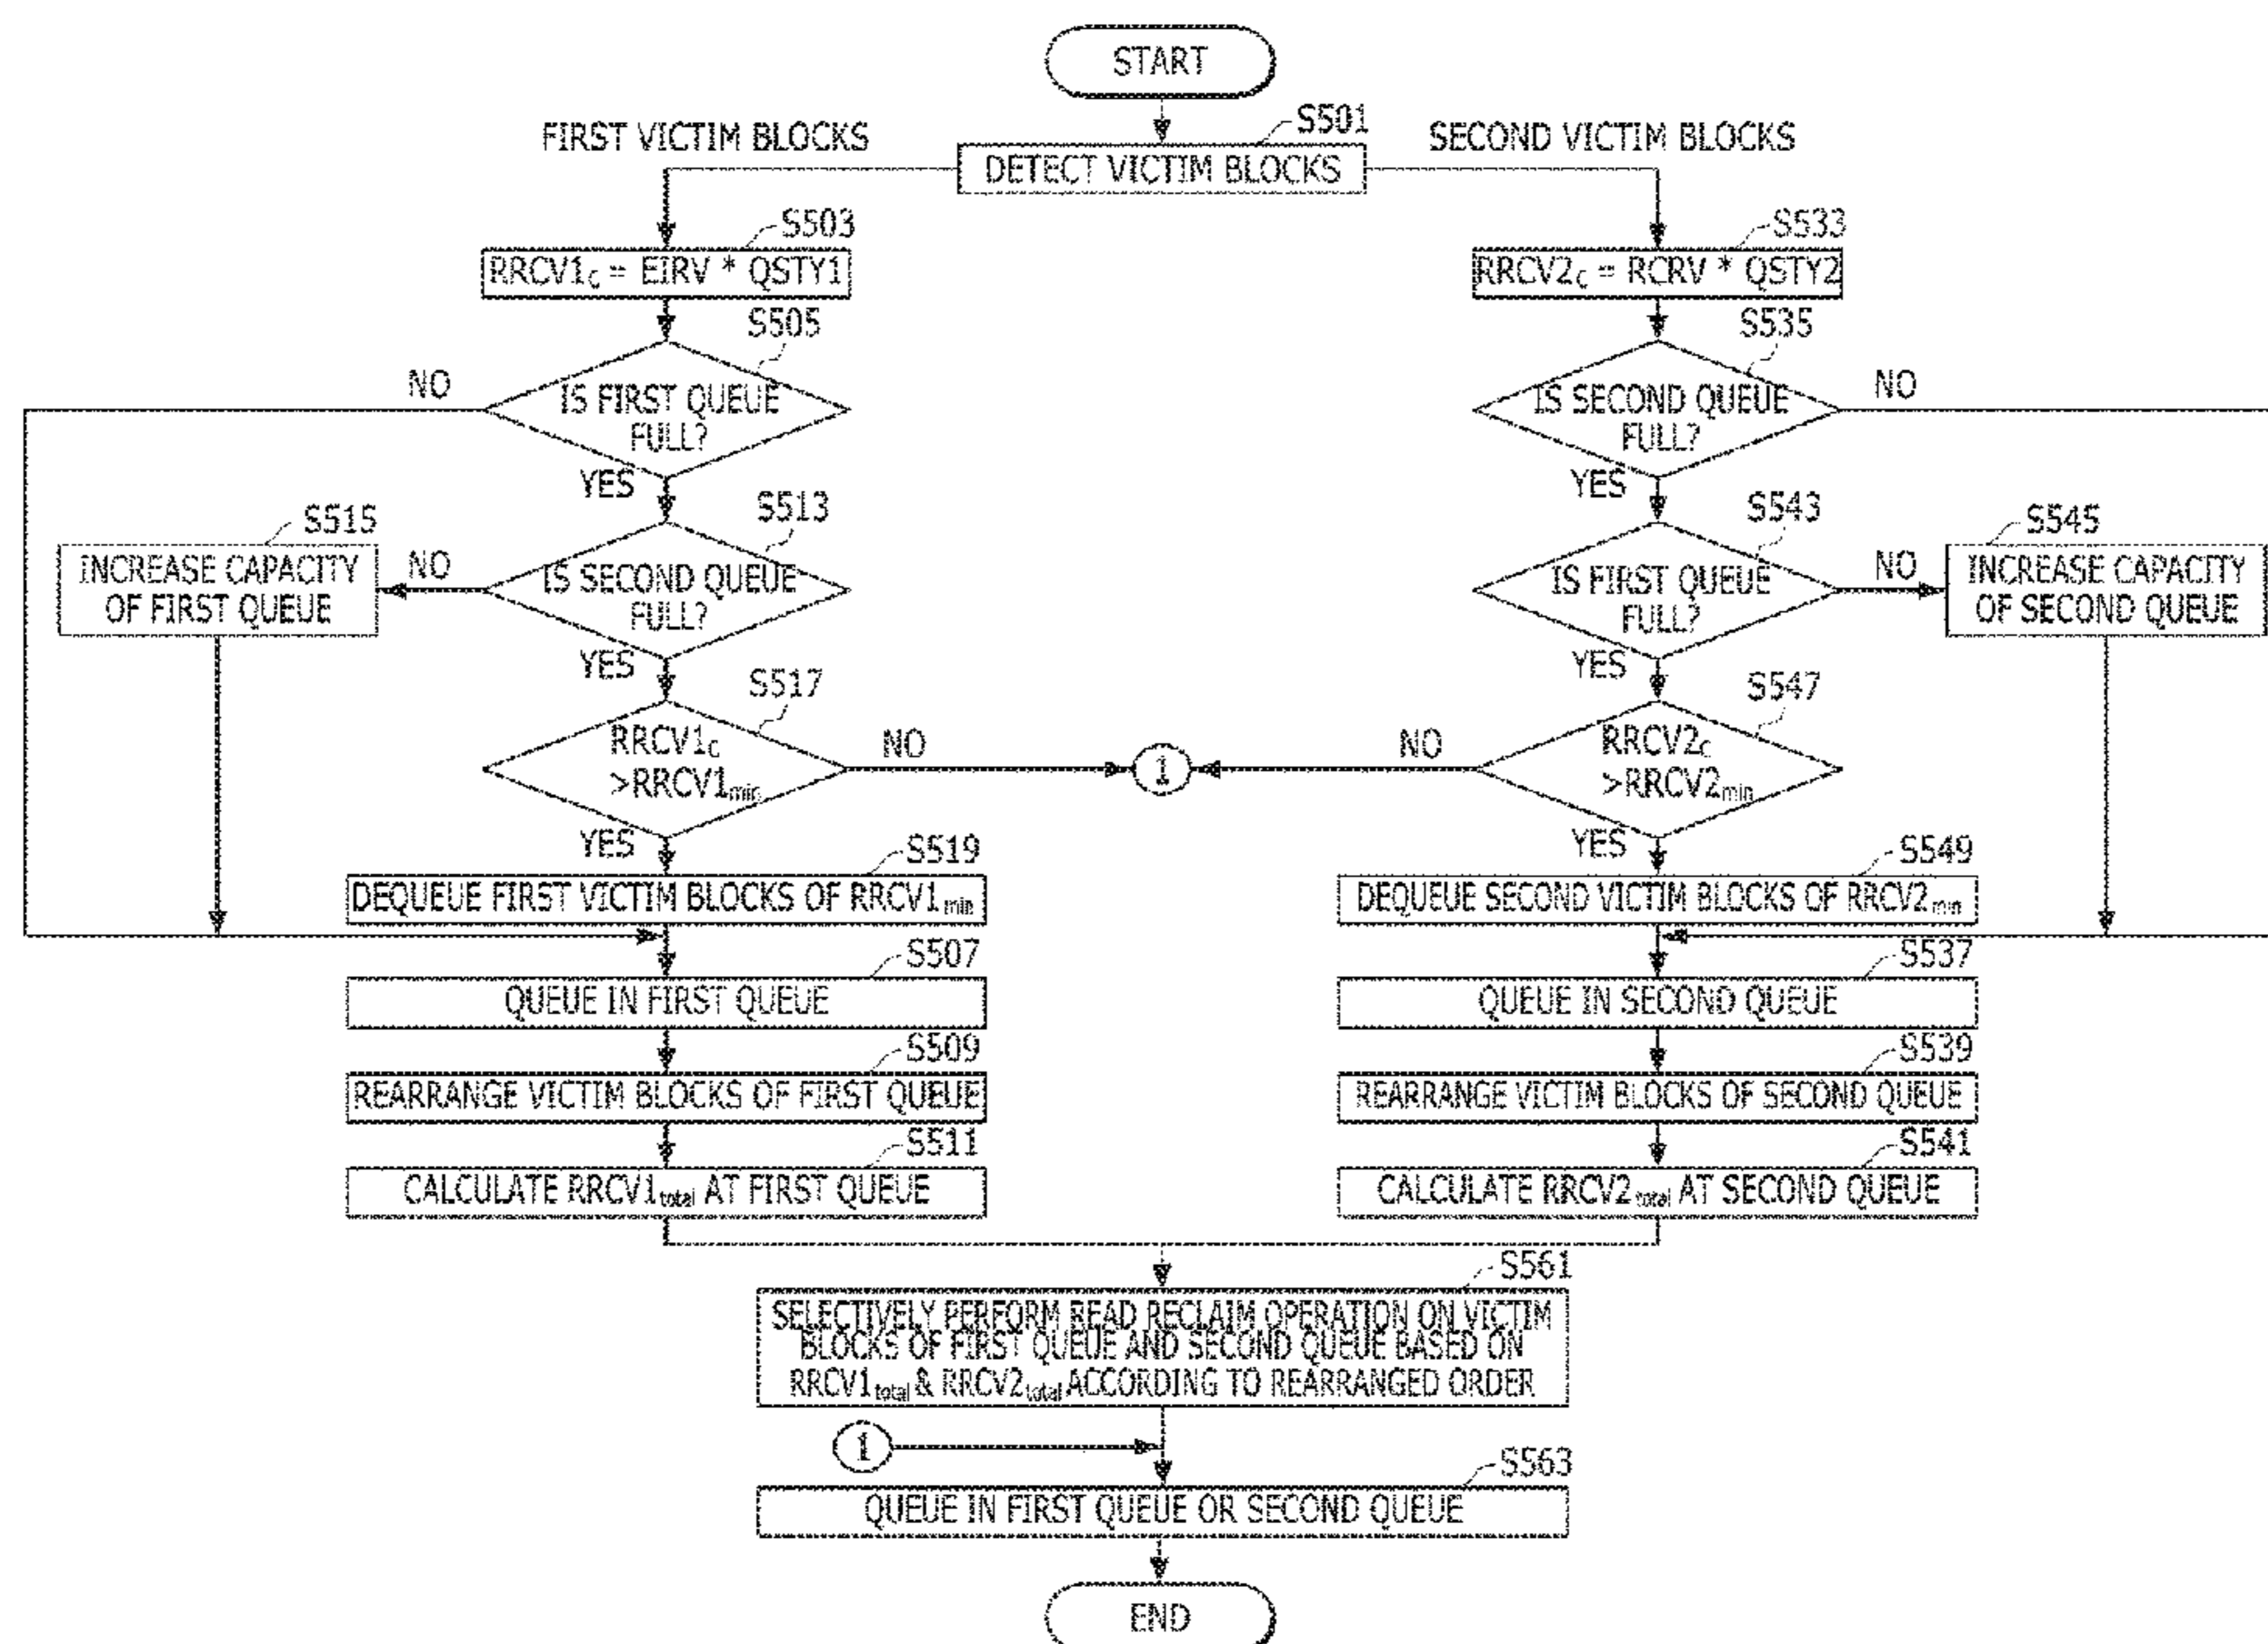 START
S501
FIRST VICTIM BLOCKS
SECOND VICTIM BLOCKS
DETECT VICTIM BLOCKS
S503
RRCV1C = EIRV * QSTY1
S505
IS FIRST QUEUE
FULL?
NO
YES
S513
IS SECOND QUEUE
FULL?
NO
S515
INCREASE CAPACITY
OF FIRST QUEUE
YES
S517
RRCV1C
>RRCV1min
NO
1
YES
S519
DEQUEUE FIRST VICTIM BLOCKS OF RRCV1min
S507
QUEUE IN FIRST QUEUE
S509
REARRANGE VICTIM BLOCKS OF FIRST QUEUE
S511
CALCULATE RRCV1total AT FIRST QUEUE
S533
RRCV2C = RCRV * QSTY2
S535
IS SECOND QUEUE
FULL?
NO
YES
S543
IS FIRST QUEUE
FULL?
NO
S545
INCREASE CAPACITY
OF SECOND QUEUE
YES
S547
RRCV2C
>RRCV2min
NO
YES
S549
DEQUEUE SECOND VICTIM BLOCKS OF RRCV2min
S537
QUEUE IN SECOND QUEUE
S539
REARRANGE VICTIM BLOCKS OF SECOND QUEUE
S541
CALCULATE RRCV2total AT SECOND QUEUE
S561
SELECTIVELY PERFORM READ RECLAIM OPERATION ON VICTIM
BLOCKS OF FIRST QUEUE AND SECOND QUEUE BASED ON
RRCV1total & RRCV2total ACCORDING TO REARRANGED ORDER
1
S563
QUEUE IN FIRST QUEUE OR SECOND QUEUE
END